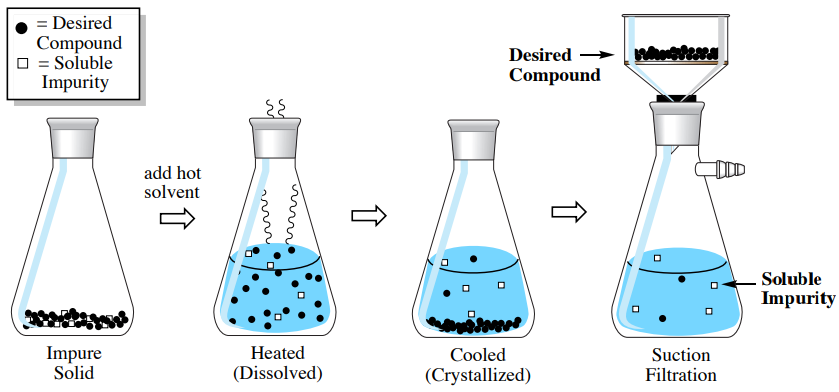 = Desired
Compound
= Soluble
Impurity
Desired
Compound
add hot
solvent
Soluble
Impurity
Impure
Solid
Heated
(Dissolved)
Cooled
(Crystallized)
Suction
Filtration